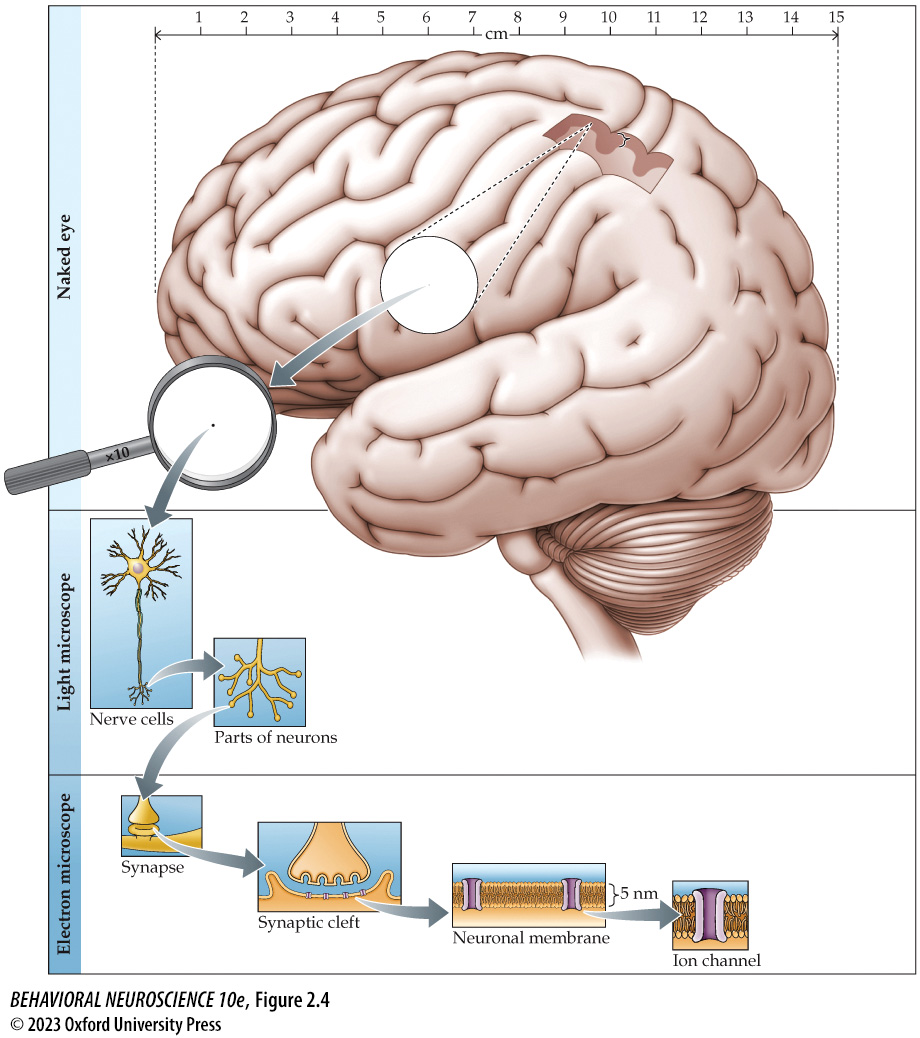 1 2 3 4 5 6 7 8 9 10 11 12 13 14 15
cm
Naked eye
×10
Light microscope
Nerve cells
Parts of neurons
Electron microscope
Synapse
Synaptic cleft
5 nm
Neuronal membrane
Ion channel
BEHAVIORAL NEUROSCIENCE 10e, Figure 2.4
© 2023 Oxford University Press